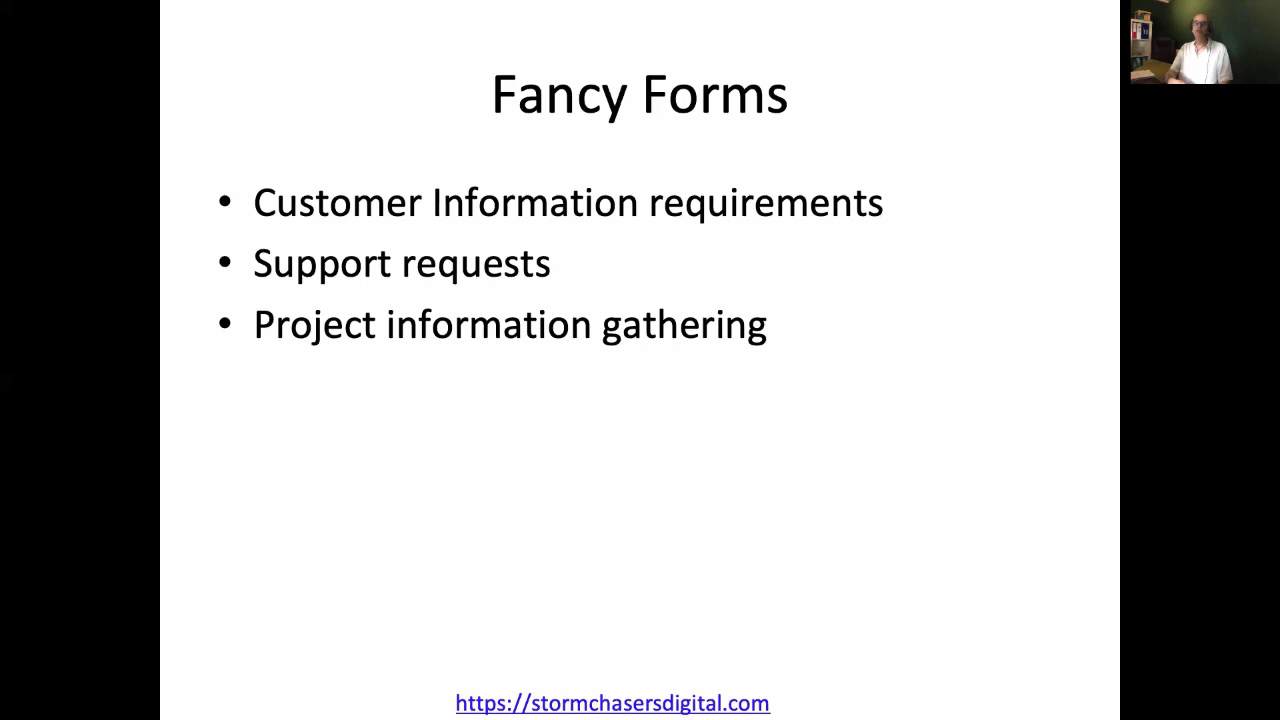 Fancy Forms
• Customer Information requirements
• Support requests
• Project information gathering
https://stormchasersdigital.com